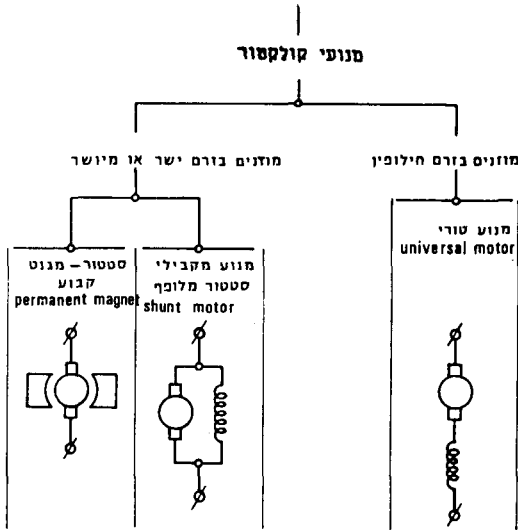 מנועי קולקטור
מוזנים בזרם ישר או מיושר
מוזנים בזרם חילופין
סטטור - מגנט
קבוע
permanent magnet
מנוע מקבילי
סטטור מלופף
shunt motor
מנוע טורי
universal motor